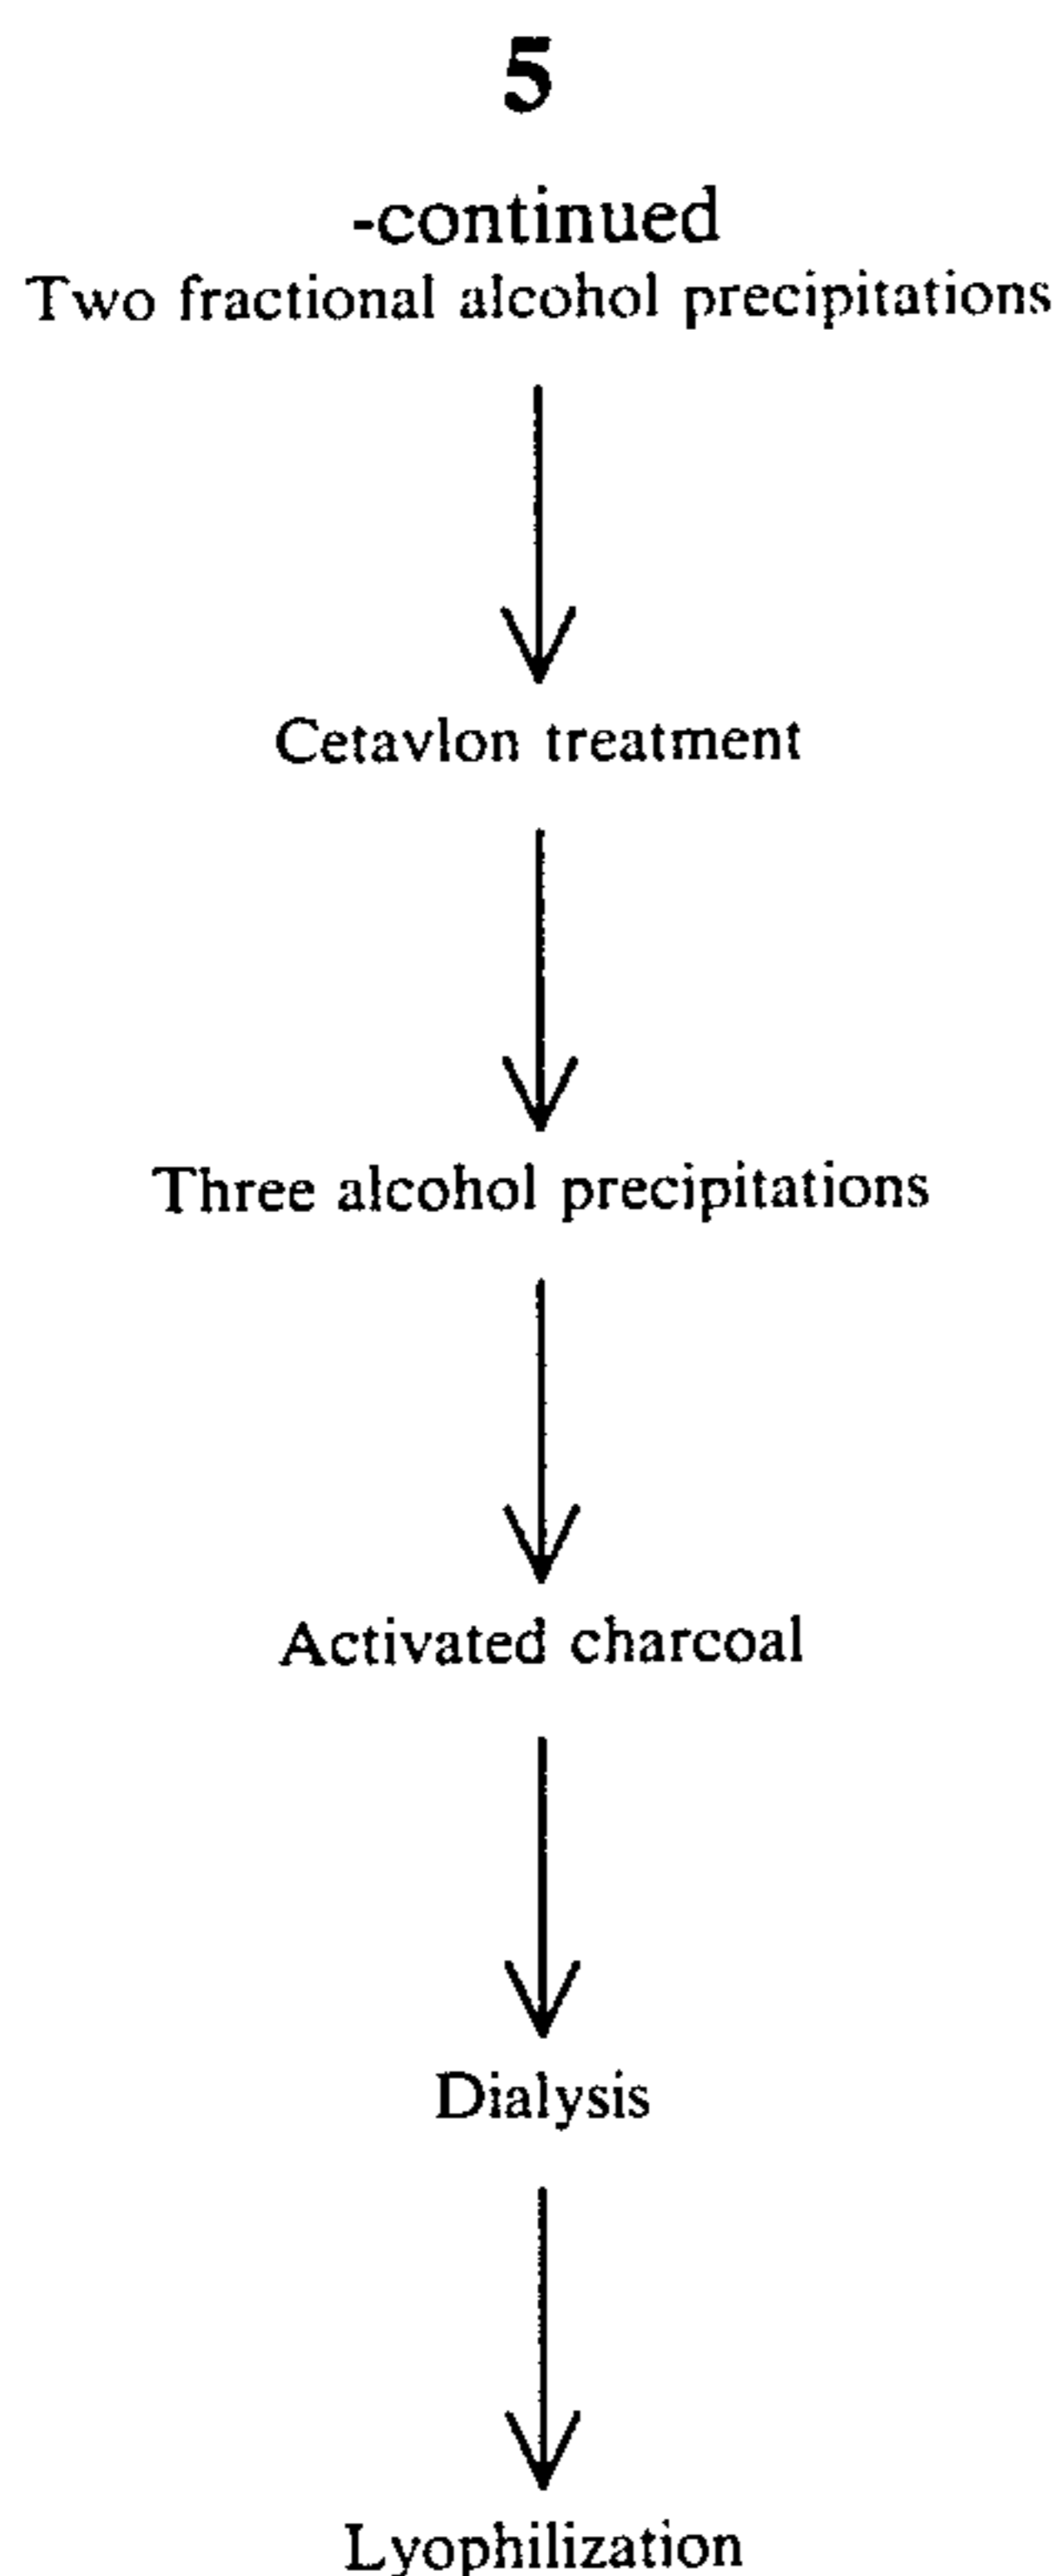 5
-continued
Two fractional alcohol precipitations
Cetavlon treatment
Three alcohol precipitations
Activated charcoal
Dialysis
Lyophilization